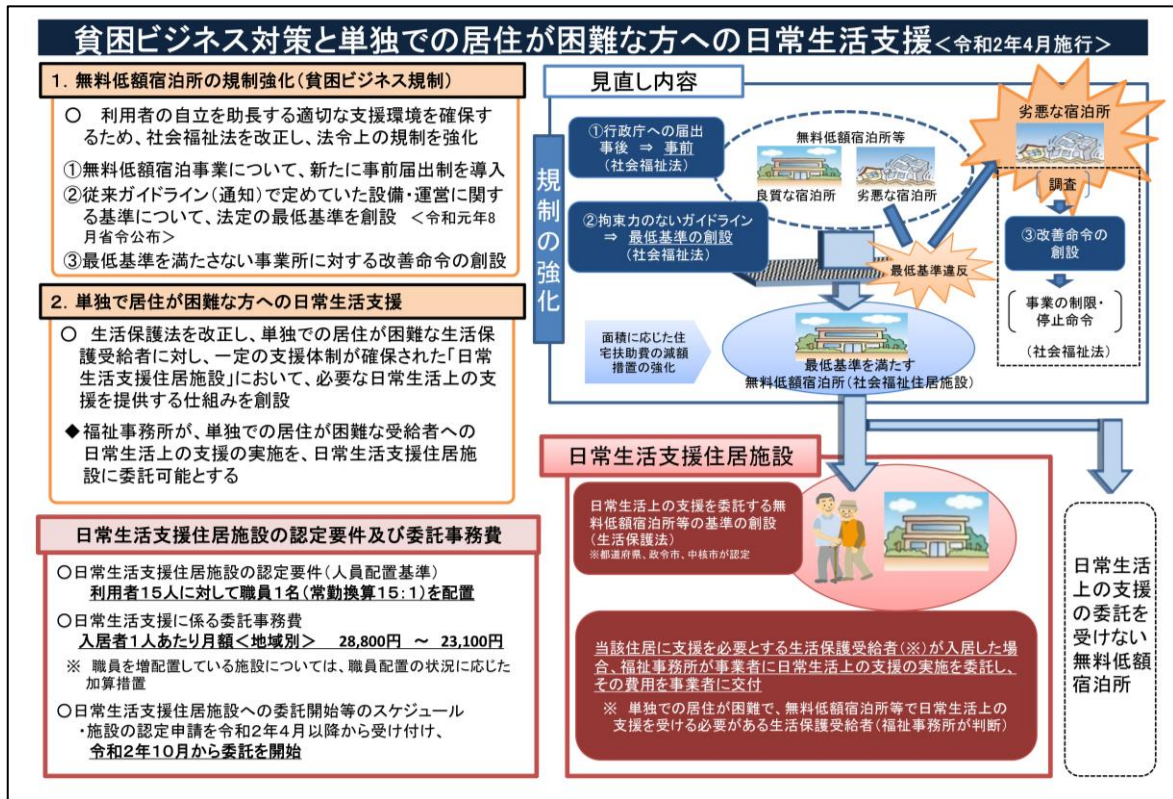 貧困ビジネス対策と単独での居住が困難な方への日常生活支援＜令和2年4月施行＞
１．無料低額宿泊所の規制強化（貧困ビジネス規制）
○　利用者の自立を助長する適切な支援環境を確保す
るため、社会福祉法を改正し、法令上の規制を強化
①無料低額宿泊事業について、新たに事前届出制を導入
②従来ガイドライン（通知）で定めていた設備・運営に関す
る基準について、法定の最低基準を創設　＜令和元年8
月省令公布＞
③最低基準を満たさない事業所に対する改善命令の創設
２．単独で居住が困難な方への日常生活支援
○　生活保護法を改正し、単独での居住が困難な生活保
護受給者に対し、一定の支援体制が確保された「日常
生活支援住居施設」において、必要な日常生活上の支
援を提供する仕組みを創設
◆福祉事務所が、単独での居住が困難な受給者への
日常生活上の支援の実施を、日常生活支援住居施
設に委託可能とする
日常生活支援住居施設の認定要件及び委託事務費
○日常生活支援住居施設の認定要件（人員配置基準）
利用者１５人に対して職員１名（常勤換算１５：１）を配置
○日常生活支援に係る委託事務費
入居者１人あたり月額＜地域別＞　28,800円　～　23,100円
※　職員を増配置している施設については、職員配置の状況に応じた
加算措置
○日常生活支援住居施設への委託開始等のスケジュール
・施設の認定申請を令和２年４月以降から受け付け、
令和２年１０月から委託を開始
見直し内容
規制の強化
①行政庁への届出
事後　⇒　事前
（社会福祉法）
②拘束力のないガイドライン
⇒　最低基準の創設
（社会福祉法）
無料低額宿泊所等
良質な宿泊所
劣悪な宿泊所
最低基準違反
劣悪な宿泊所
調査
③改善命令の
創設
事業の制限・
停止命令
（社会福祉法）
面積に応じた住
宅扶助費の減額
措置の強化
最低基準を満たす
無料低額宿泊所（社会福祉住居施設）
日常生活支援住居施設
日常生活上の支援を委託する無
料低額宿泊所等の基準の創設
（生活保護法）
※都道府県、政令市、中核市が認定
当該住居に支援を必要とする生活保護受給者（※）が入居した場
合、福祉事務所が事業者に日常生活上の支援の実施を委託し、
その費用を事業者に交付
※　単独での居住が困難で、無料低額宿泊所等で日常生活上の
支援を受ける必要がある生活保護受給者（福祉事務所が判断）
日常生活
上の支援
の委託を
受けない
無料低額
宿泊所